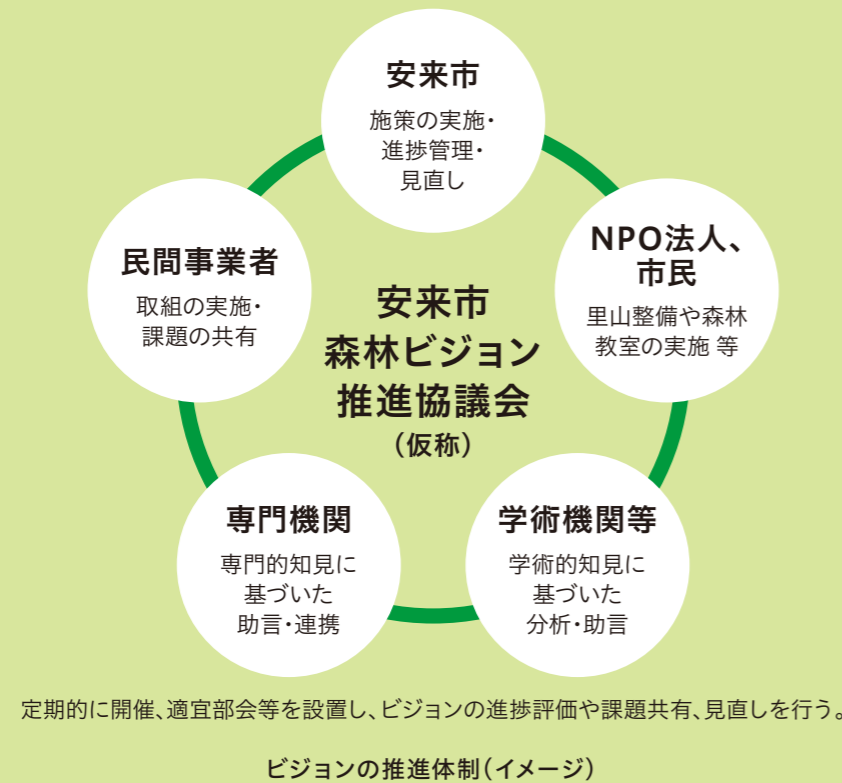 安来市
施策の実施・
進捗管理・
見直し
NPO法人、
市民
里山整備や森林
教室の実施 等
民間事業者
取組の実施・
課題の共有
安来市
森林ビジョン
推進協議会
（仮称）
専門機関
専門的知見に
基づいた
助言・連携
学術機関等
学術的知見に
基づいた
分析・助言
定期的に開催、適宜部会等を設置し、ビジョンの進捗評価や課題共有、見直しを行う。
ビジョンの推進体制（イメージ）